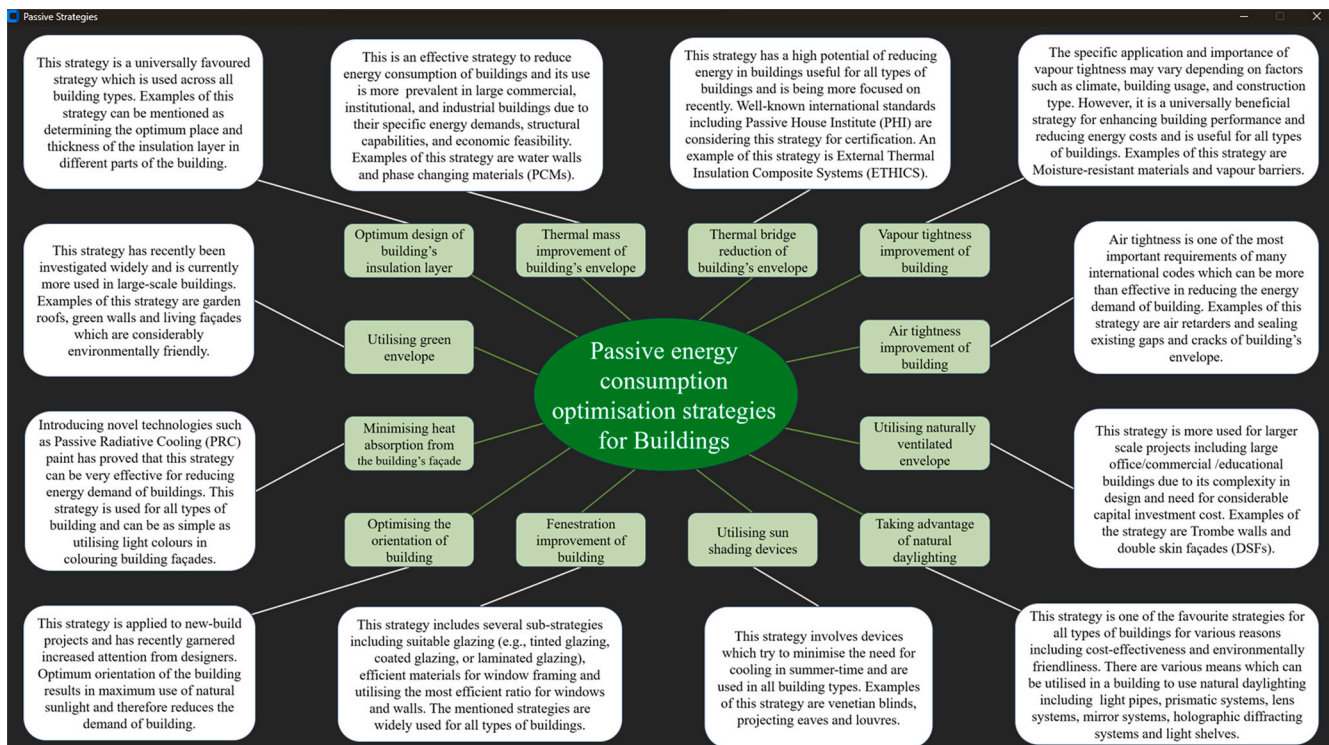 Passive Strategies
This strategy is a universally favoured
strategy which is used across all
building types. Examples of this
strategy can be mentioned as
determining the optimum place and
thickness of the insulation layer in
different parts of the building.
This is an effective strategy to reduce
energy consumption of buildings and its use
is more prevalent in large commercial,
institutional, and industrial buildings due to
their specific energy demands, structural
capabilities, and economic feasibility.
Examples of this strategy are water walls
and phase changing materials (PCMs).
This strategy has a high potential of reducing
energy in buildings useful for all types of
buildings and is being more focused on
recently. Well-known international standards
including Passive House Institute (PHI) are
considering this strategy for certification. An
example of this strategy is External Thermal
Insulation Composite Systems (ETHICS).
The specific application and importance of
vapour tightness may vary depending on factors
such as climate, building usage, and construction
type. However, it is a universally beneficial
strategy for enhancing building performance and
reducing energy costs and is useful for all types
of buildings. Examples of this strategy are
Moisture-resistant materials and vapour barriers.
Optimum design of
building's
insulation layer
Thermal mass
improvement of
building's envelope
Thermal bridge
reduction of
building's envelope
Vapour tightness
improvement of
building
This strategy has recently been
investigated widely and is currently
more used in large-scale buildings.
Examples of this strategy are garden
roofs, green walls and living façades
which are considerably
environmentally friendly.
Utilising green
envelope
Air tightness
improvement of
building
Air tightness is one of the most
important requirements of many
international codes which can be more
than effective in reducing the energy
demand of building. Examples of this
strategy are air retarders and sealing
existing gaps and cracks of building's
envelope.
Passive energy
consumption
optimisation strategies
for Buildings
Introducing novel technologies such
as Passive Radiative Cooling (PRC)
paint has proved that this strategy
can be very effective for reducing
energy demand of buildings. This
strategy is used for all types of
building and can be as simple as
utilising light colours in
colouring building façades.
Minimising heat
absorption from
the building's façade
Utilising naturally
ventilated
envelope
This strategy is more used for larger
scale projects including large
office/commercial /educational
buildings due to its complexity in
design and need for considerable
capital investment cost. Examples of
the strategy are Trombe walls and
double skin façades (DSFs).
Optimising the
orientation of
building
Fenestration
improvement of
building
Utilising sun
shading devices
Taking advantage
of natural
daylighting
This strategy is applied to new-build
projects and has recently garnered
increased attention from designers.
Optimum orientation of the building
results in maximum use of natural
sunlight and therefore reduces the
demand of building.
This strategy includes several sub-strategies
including suitable glazing (e.g., tinted glazing,
coated glazing, or laminated glazing),
efficient materials for window framing and
utilising the most efficient ratio for windows
and walls. The mentioned strategies are
widely used for all types of buildings.
This strategy involves devices
which try to minimise the need for
cooling in summer-time and are
used in all building types. Examples
of this strategy are venetian blinds,
projecting eaves and louvres.
This strategy is one of the favourite strategies for
all types of buildings for various reasons
including cost-effectiveness and environmentally
friendliness. There are various means which can
be utilised in a building to use natural daylighting
including light pipes, prismatic systems, lens
systems, mirror systems, holographic diffracting
systems and light shelves.